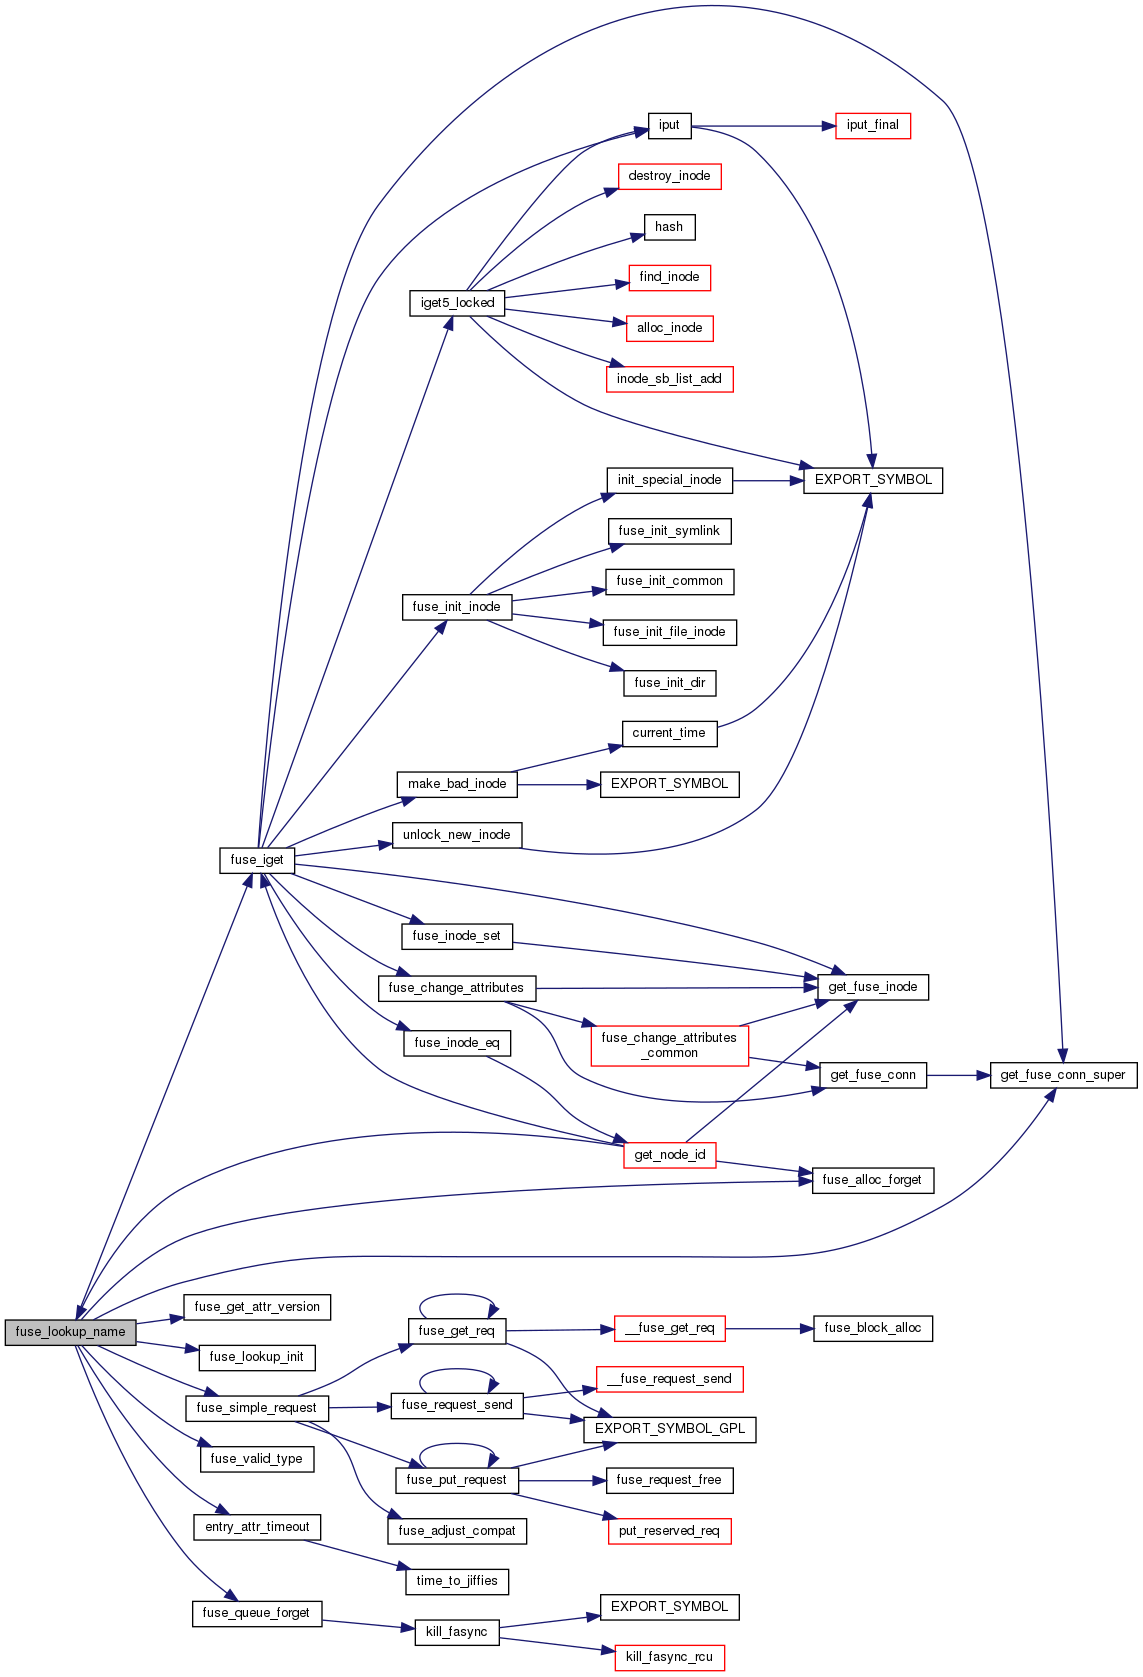 iput
iput_final
destroy_inode
hash
find_inode
iget5_locked
alloc_inode
inode_sb_list_add
init_special_inode
EXPORT_SYMBOL
fuse_init_symlink
fuse_init_common
fuse_init_inode
fuse_init_file_inode
fuse_init_dir
current_time
make_bad_inode
EXPORT_SYMBOL
unlock_new_inode
fuse_iget
fuse_inode_set
fuse_change_attributes
get_fuse_inode
fuse_inode_eq
fuse_change_attributes
_common
get_fuse_conn
get_fuse_conn_super
get_node_id
fuse_alloc_forget
fuse_get_attr_version
fuse_lookup_name
fuse_get_req
__fuse_get_req
fuse_block_alloc
fuse_lookup_init
__fuse_request_send
fuse_simple_request
fuse_request_send
EXPORT_SYMBOL_GPL
fuse_valid_type
fuse_put_request
fuse_request_free
entry_attr_timeout
fuse_adjust_compat
put_reserved_req
time_to_jiffies
fuse_queue_forget
EXPORT_SYMBOL
kill_fasync
kill_fasync_rcu